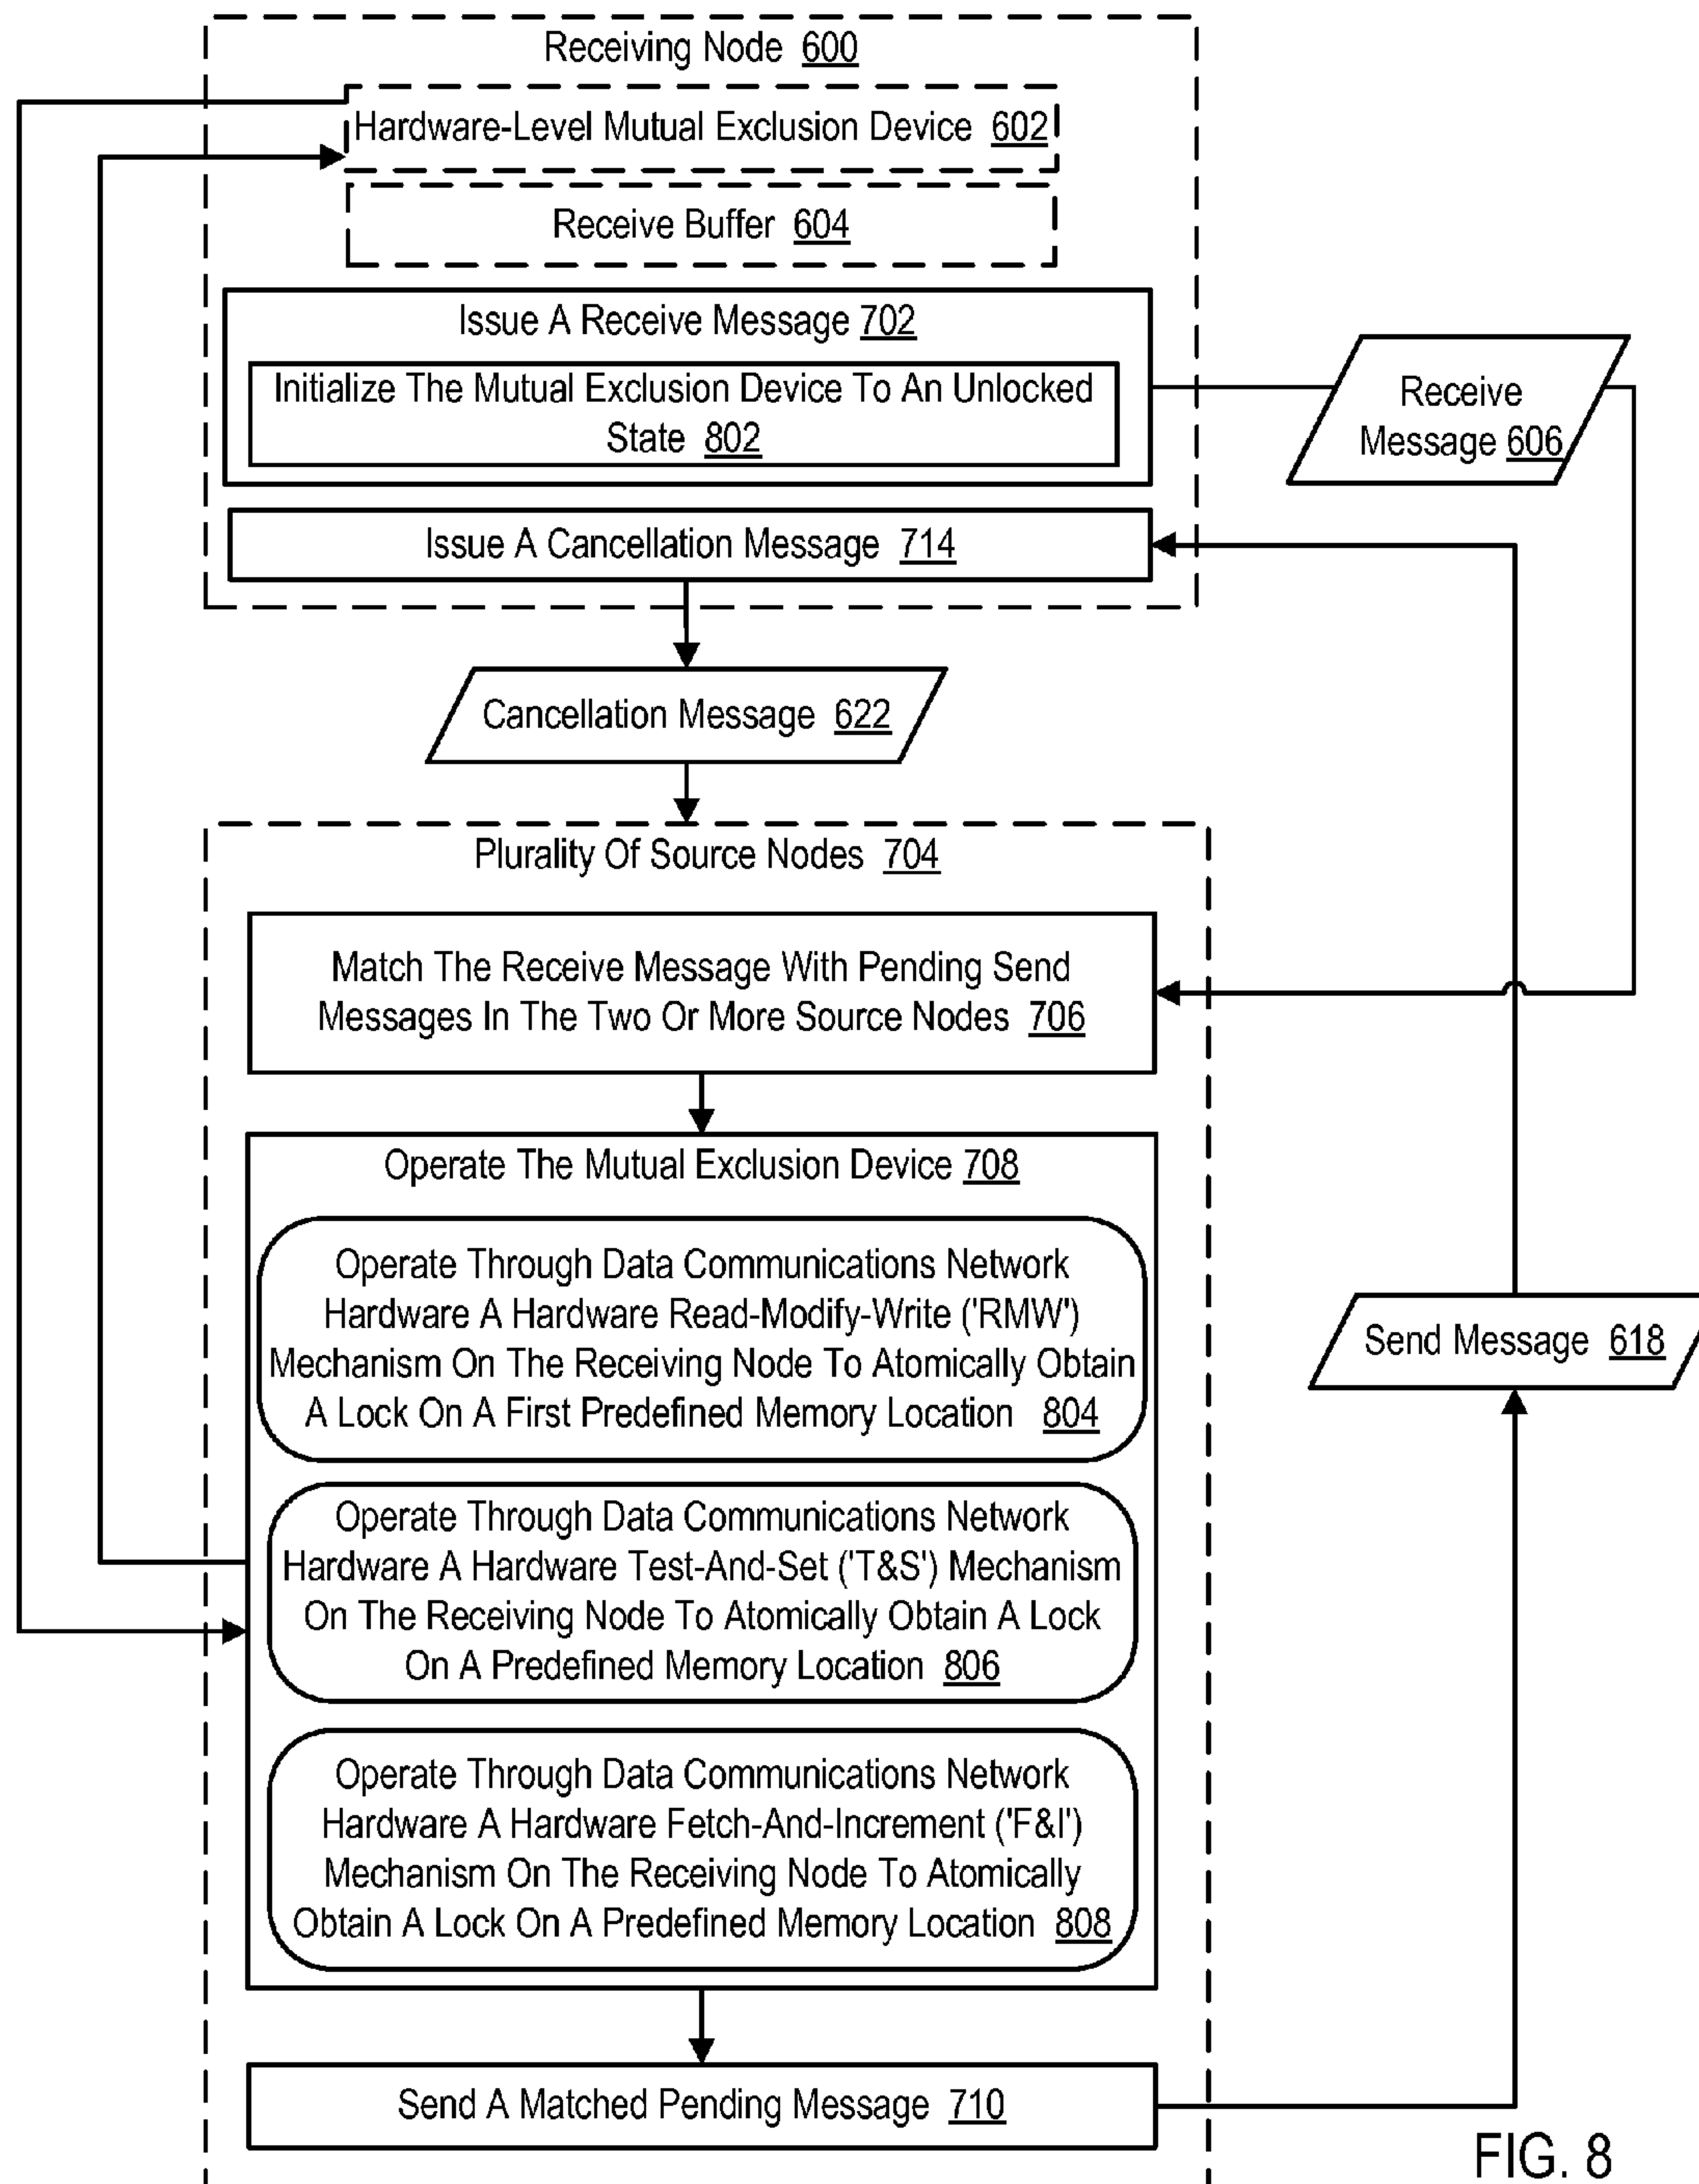 Receiving Node 600
Hardware-Level Mutual Exclusion Device 602
Receive Buffer 604
Issue A Receive Message 702
Initialize The Mutual Exclusion Device To An Unlocked
State 802
Receive
Message 606
Issue A Cancellation Message 714
Cancellation Message 622
Plurality Of Source Nodes 704
Match The Receive Message With Pending Send
Messages In The Two Or More Source Nodes 706
Operate The Mutual Exclusion Device 708
Operate Through Data Communications Network
Hardware A Hardware Read-Modify-Write ('RMW')
Mechanism On The Receiving Node To Atomically Obtain
A Lock On A First Predefined Memory Location 804
Send Message 618
Operate Through Data Communications Network
Hardware A Hardware Test-And-Set ('T&S') Mechanism
On The Receiving Node To Atomically Obtain A Lock
On A Predefined Memory Location 806
Operate Through Data Communications Network
Hardware A Hardware Fetch-And-Increment ('F&I')
Mechanism On The Receiving Node To Atomically
Obtain A Lock On A Predefined Memory Location 808
Send A Matched Pending Message 710
FIG. 8